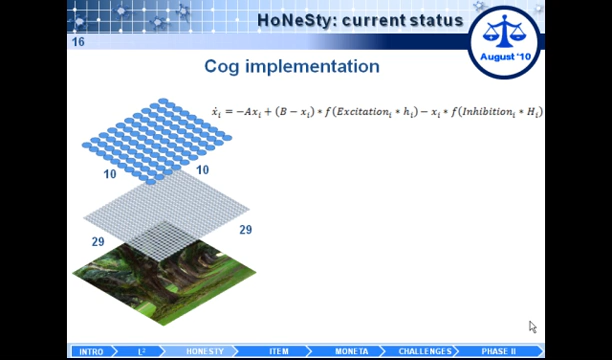 HoNeSty: current status
16
August '10
Cog implementation
ẋᵢ = −Axᵢ + (B − xᵢ) * f(Excitationᵢ * hᵢ) − xᵢ * f(Inhibitionᵢ * Hᵢ)
10
10
29
29
INTRO L² HONESTY ITEM MONETA CHALLENGES PHASE II